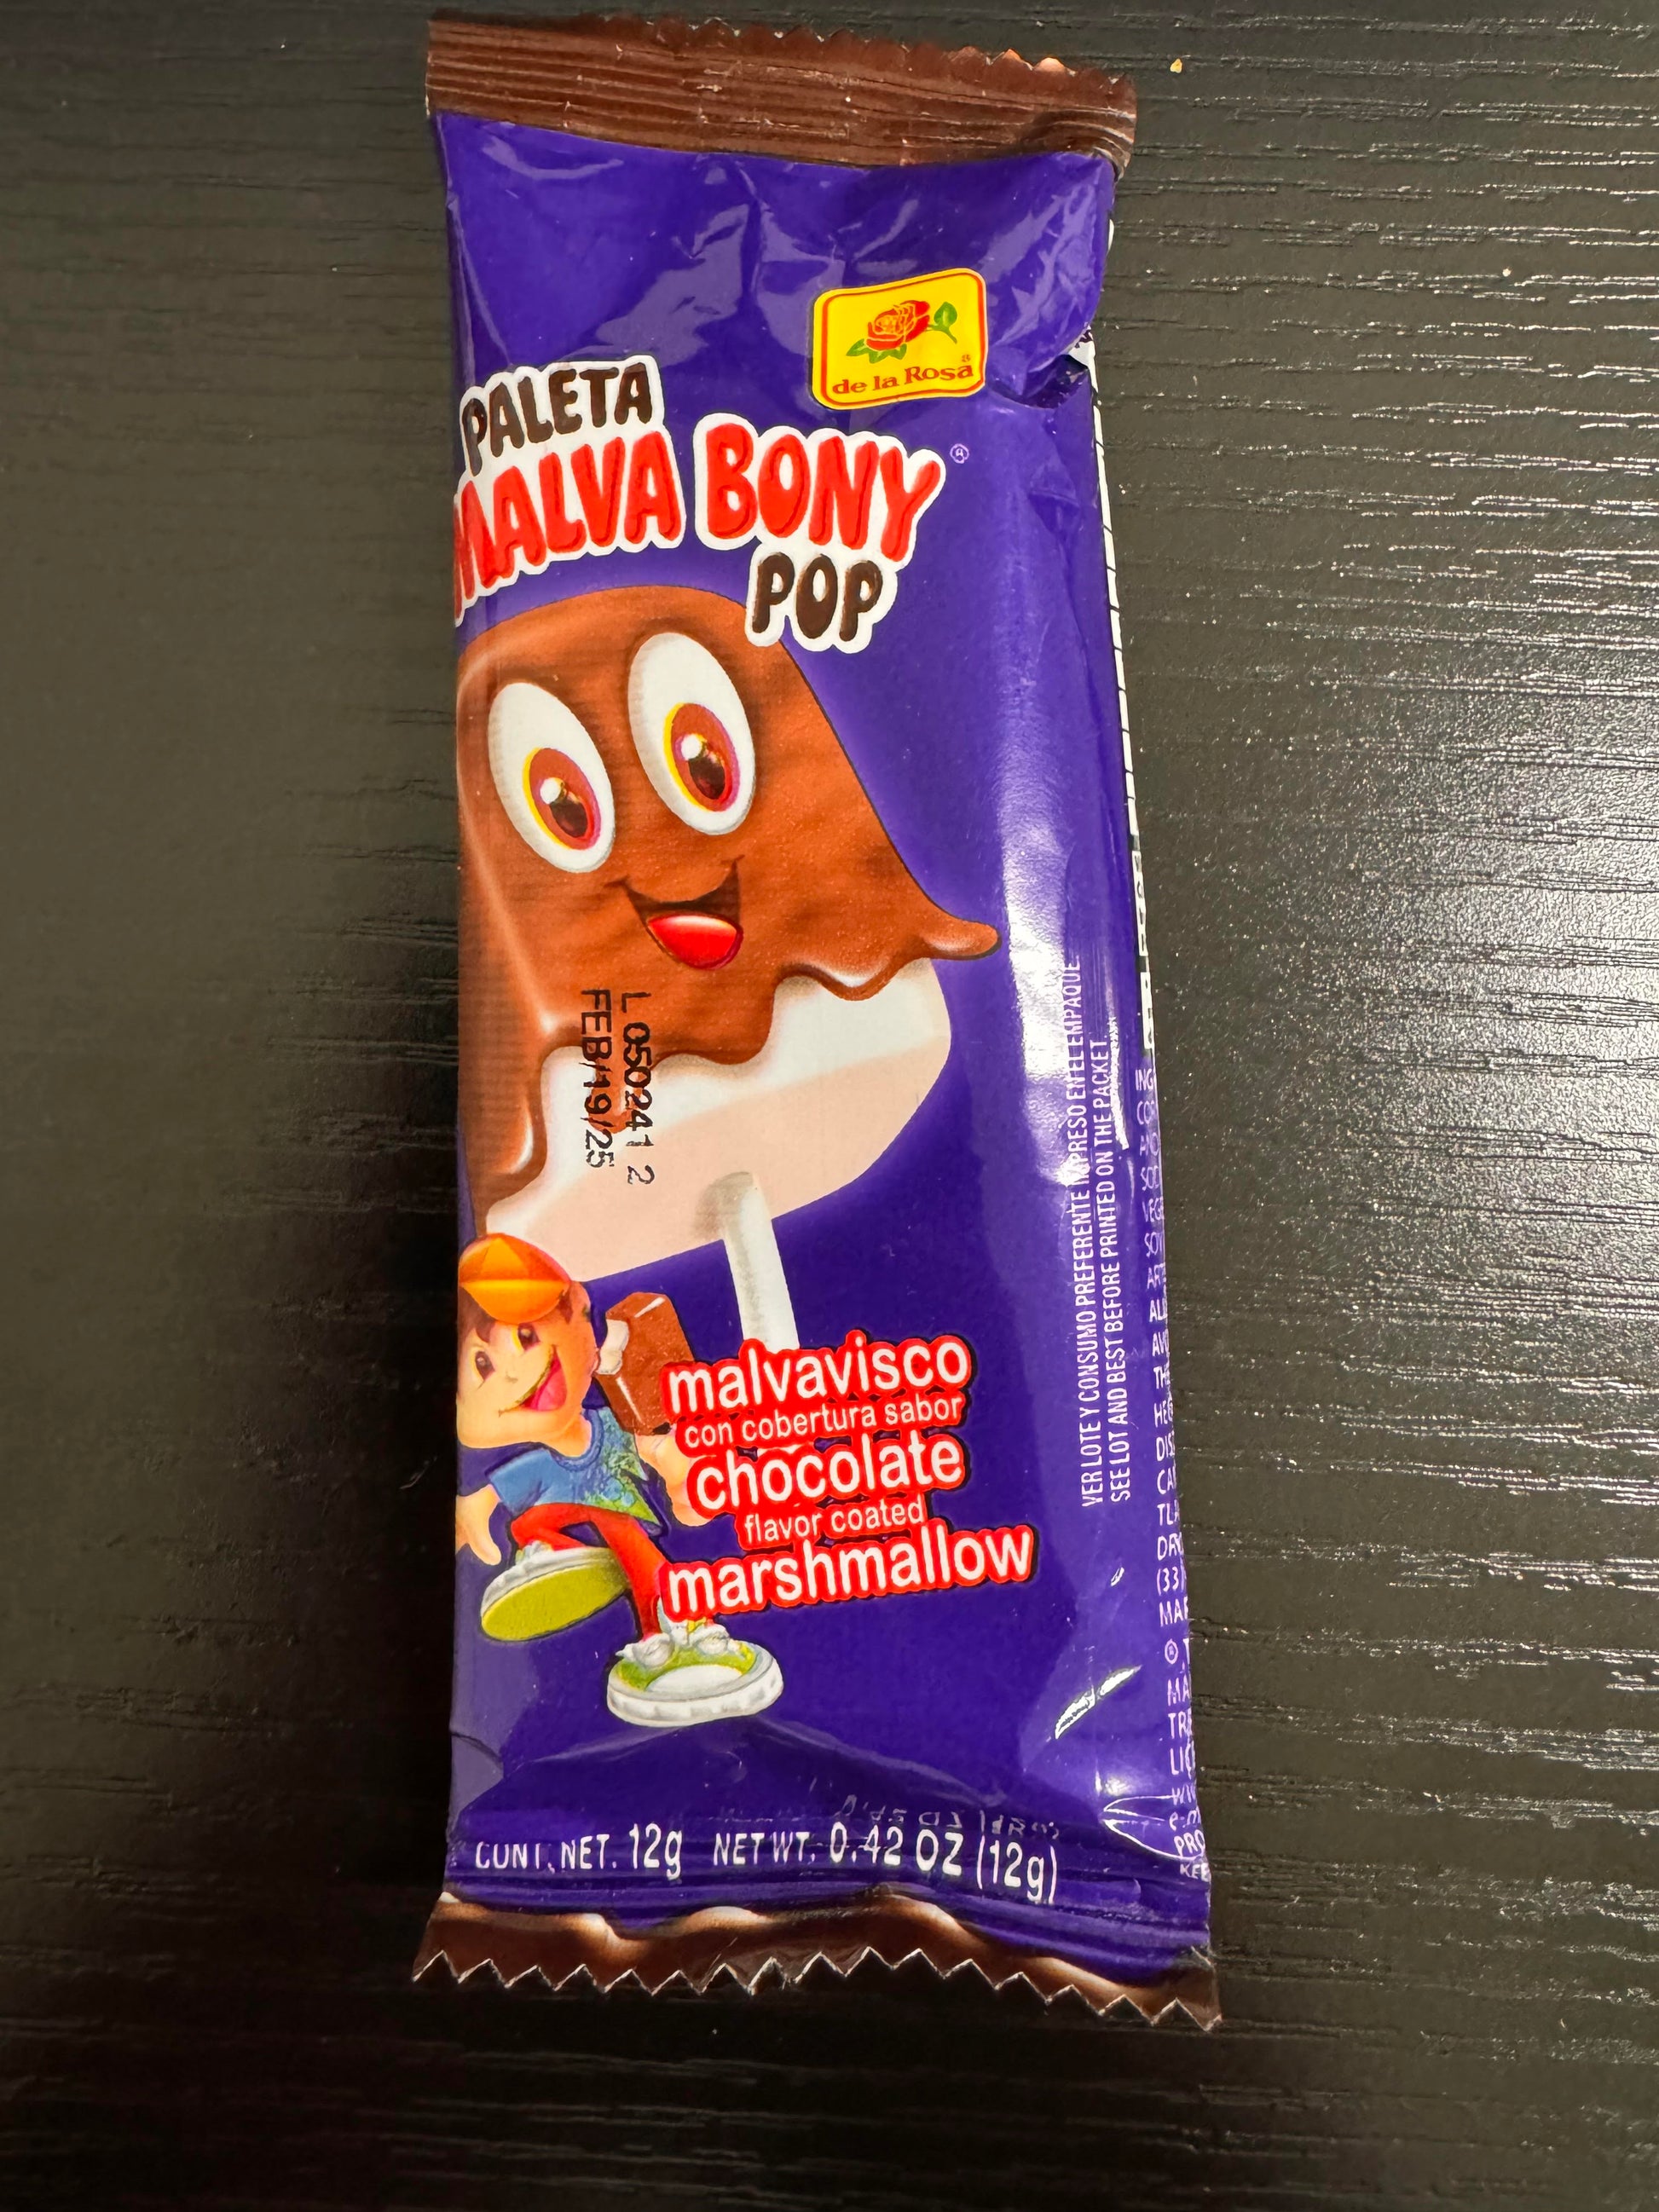 de la Rosa®
PALETA
MALVA BONY®
POP
L 0502411 2
FEB/19/25
malvavisco
con cobertura sabor
chocolate
flavor coated
marshmallow
VER LOTE Y CONSUMO PREFERENTE IMPRESO EN EL EMPAQUE.
SEE LOT AND BEST BEFORE PRINTED ON THE PACKET.
CONT. NET. 12g NET WT. 0.42 OZ (12g)